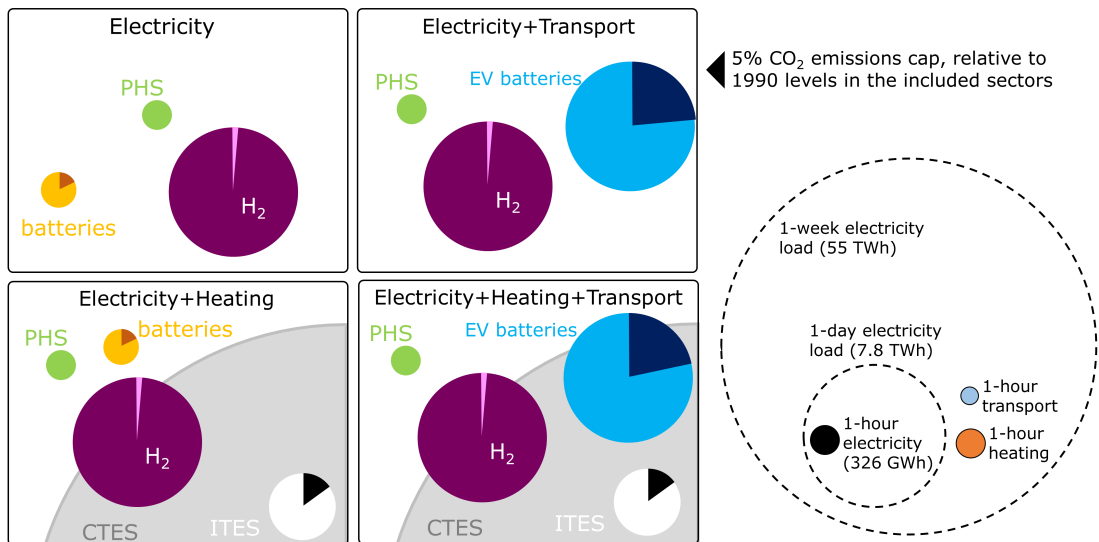 Electricity
PHS
batteries
H₂
Electricity+Transport
PHS
EV batteries
H₂
5% CO₂ emissions cap, relative to
1990 levels in the included sectors
Electricity+Heating
PHS
batteries
H₂
CTES
ITES
Electricity+Heating+Transport
PHS
EV batteries
H₂
CTES
ITES
1-week electricity
load (55 TWh)
1-day electricity
load (7.8 TWh)
1-hour
electricity
(326 GWh)
1-hour
transport
1-hour
heating